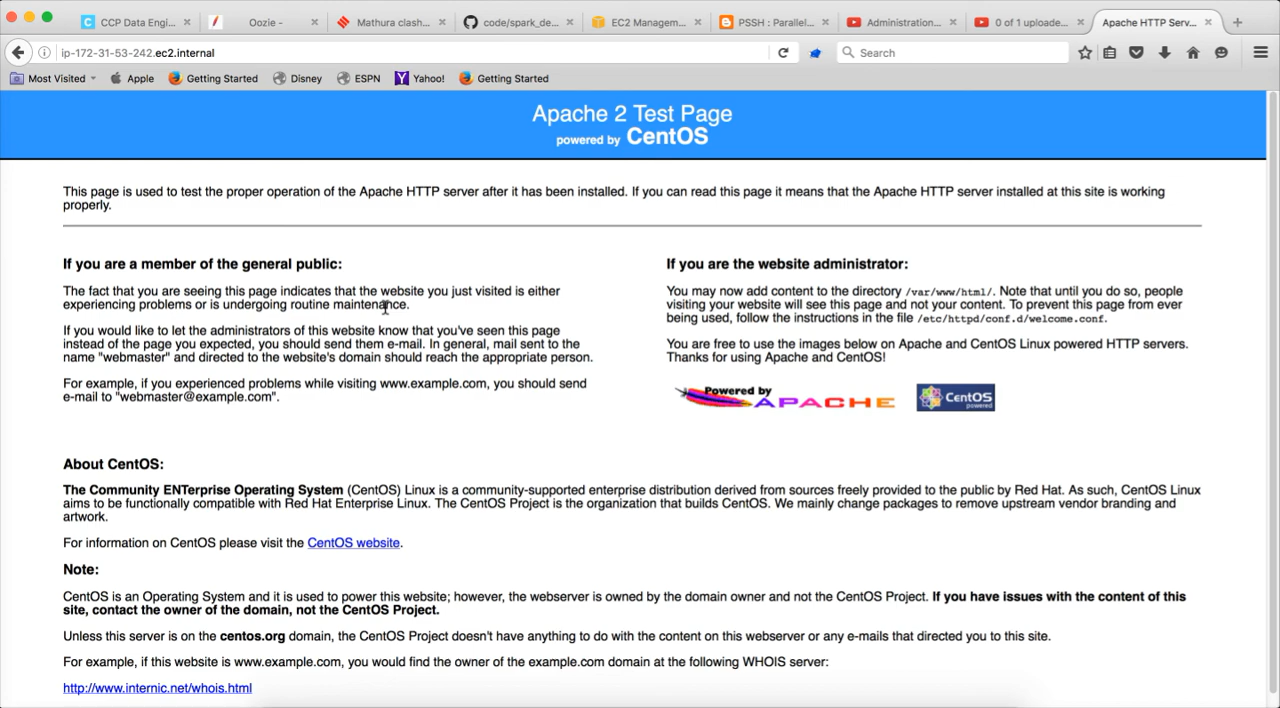 CCP Data Engi...
Oozie -
Mathura clash...
code/spark_de...
EC2 Managem...
PSSH : Parallel...
Administration...
0 of 1 uploade...
Apache HTTP Serv...
ip-172-31-53-242.ec2.internal
Search
Most Visited
Apple
Getting Started
Disney
ESPN
Yahoo!
Getting Started
Apache 2 Test Page
powered by CentOS
This page is used to test the proper operation of the Apache HTTP server after it has been installed. If you can read this page it means that the Apache HTTP server installed at this site is working
properly.
If you are a member of the general public:
The fact that you are seeing this page indicates that the website you just visited is either
experiencing problems or is undergoing routine maintenance.
If you would like to let the administrators of this website know that you've seen this page
instead of the page you expected, you should send them e-mail. In general, mail sent to the
name "webmaster" and directed to the website's domain should reach the appropriate person.
For example, if you experienced problems while visiting www.example.com, you should send
e-mail to "webmaster@example.com".
If you are the website administrator:
You may now add content to the directory /var/www/html/. Note that until you do so, people
visiting your website will see this page and not your content. To prevent this page from ever
being used, follow the instructions in the file /etc/httpd/conf.d/welcome.conf.
You are free to use the images below on Apache and CentOS Linux powered HTTP servers.
Thanks for using Apache and CentOS!
Powered by
APACHE
CentOS
powered
About CentOS:
The Community ENTerprise Operating System (CentOS) Linux is a community-supported enterprise distribution derived from sources freely provided to the public by Red Hat. As such, CentOS Linux
aims to be functionally compatible with Red Hat Enterprise Linux. The CentOS Project is the organization that builds CentOS. We mainly change packages to remove upstream vendor branding and
artwork.
For information on CentOS please visit the CentOS website.
Note:
CentOS is an Operating System and it is used to power this website; however, the webserver is owned by the domain owner and not the CentOS Project. If you have issues with the content of this
site, contact the owner of the domain, not the CentOS Project.
Unless this server is on the centos.org domain, the CentOS Project doesn't have anything to do with the content on this webserver or any e-mails that directed you to this site.
For example, if this website is www.example.com, you would find the owner of the example.com domain at the following WHOIS server:
http://www.internic.net/whois.html